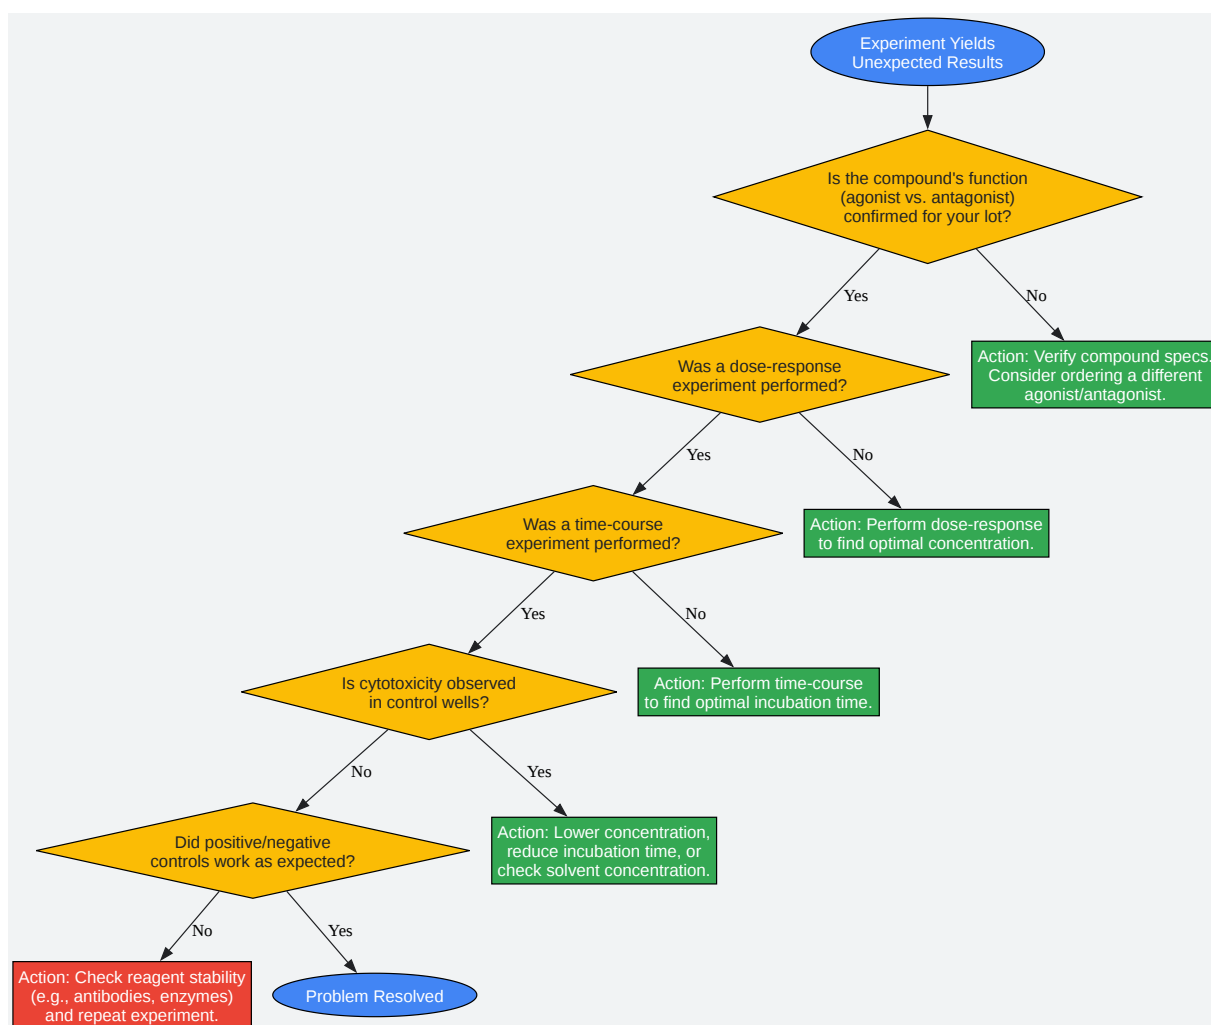 Experiment Yields
Unexpected Results
Is the compound's function
(agonist vs. antagonist)
confirmed for your lot?
Yes
No
Was a dose-response
experiment performed?
Action: Verify compound specs.
Consider ordering a different
agonist/antagonist.
Yes
No
Was a time-course
experiment performed?
Action: Perform dose-response
to find optimal concentration.
Yes
No
Is cytotoxicity observed
in control wells?
Action: Perform time-course
to find optimal incubation time.
No
Yes
Did positive/negative
controls work as expected?
Action: Lower concentration,
reduce incubation time, or
check solvent concentration.
No
Yes
Action: Check reagent stability
(e.g., antibodies, enzymes)
and repeat experiment.
Problem Resolved